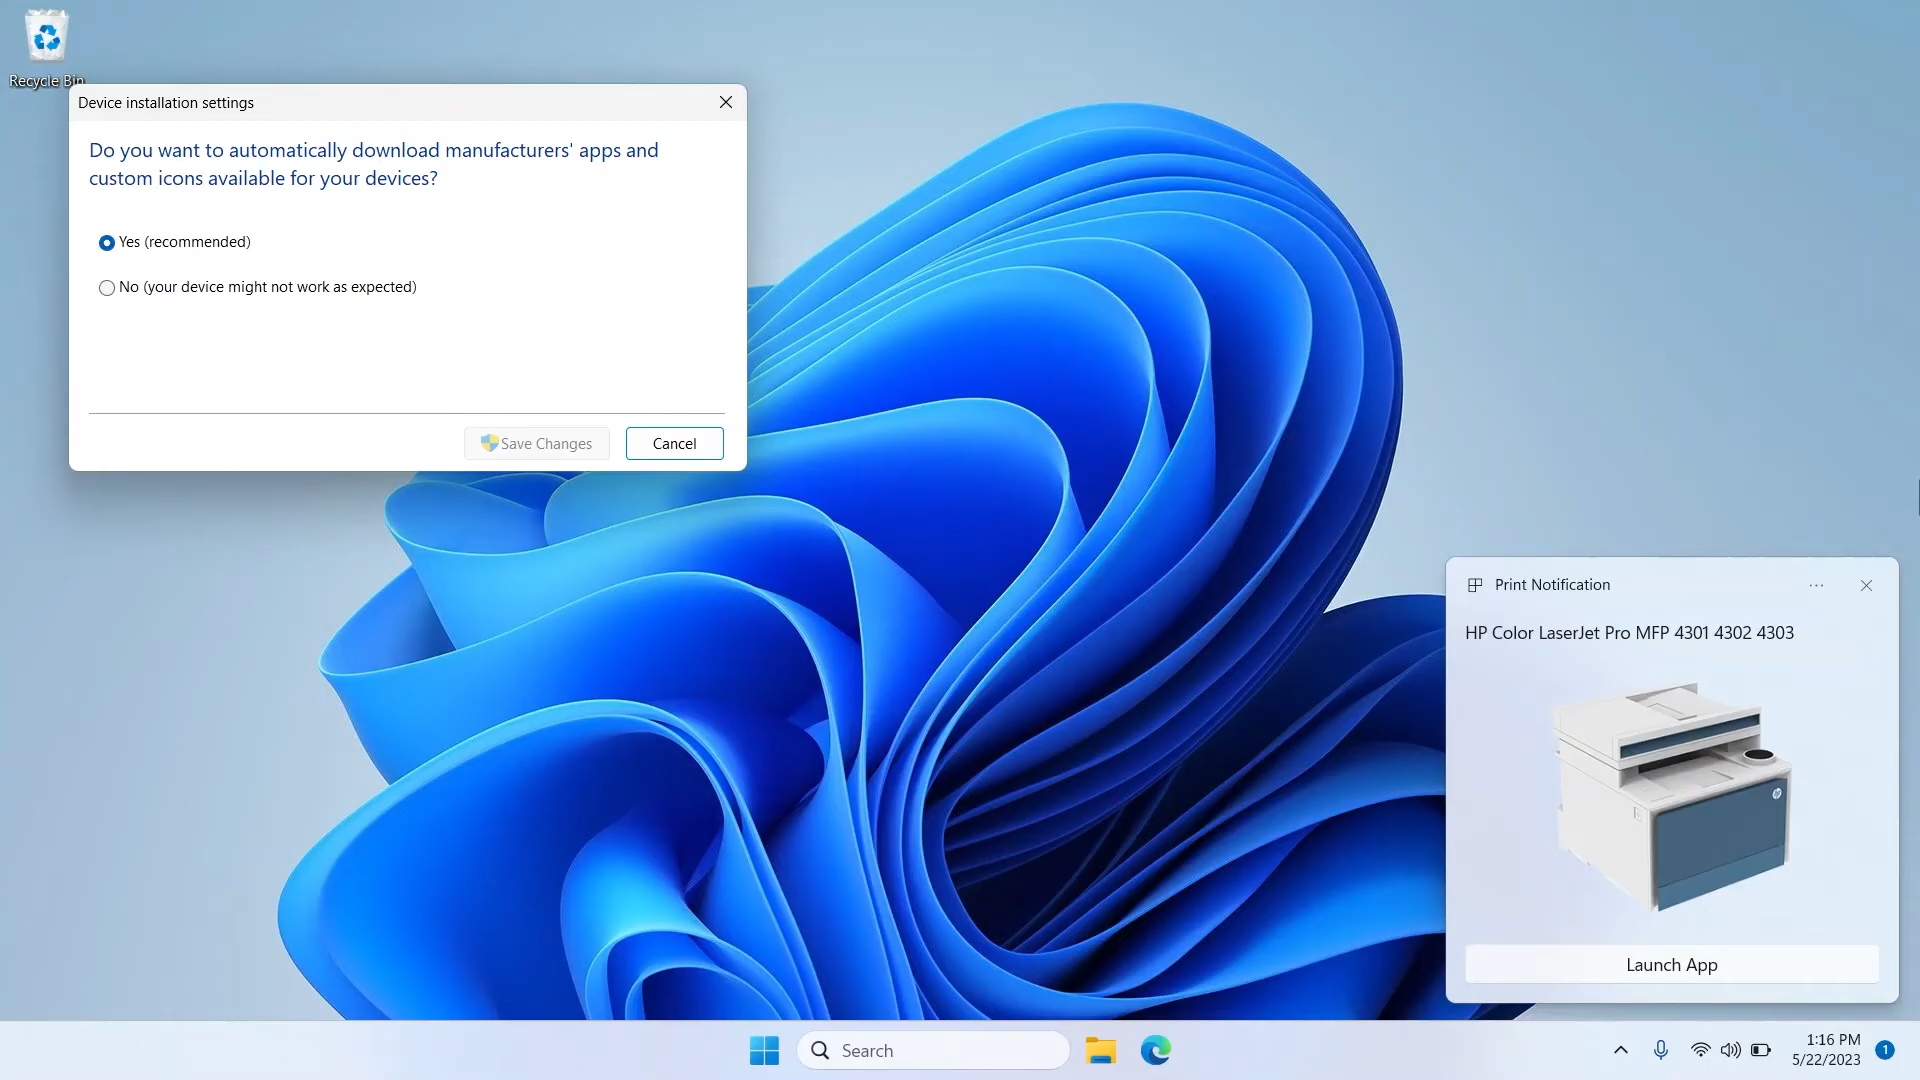 Recycle Bin
Device installation settings
Do you want to automatically download manufacturers' apps and
custom icons available for your devices?
Yes (recommended)
No (your device might not work as expected)
Save Changes
Cancel
Print Notification
HP Color LaserJet Pro MFP 4301 4302 4303
hp
Launch App
Search
1:16 PM
5/22/2023
1